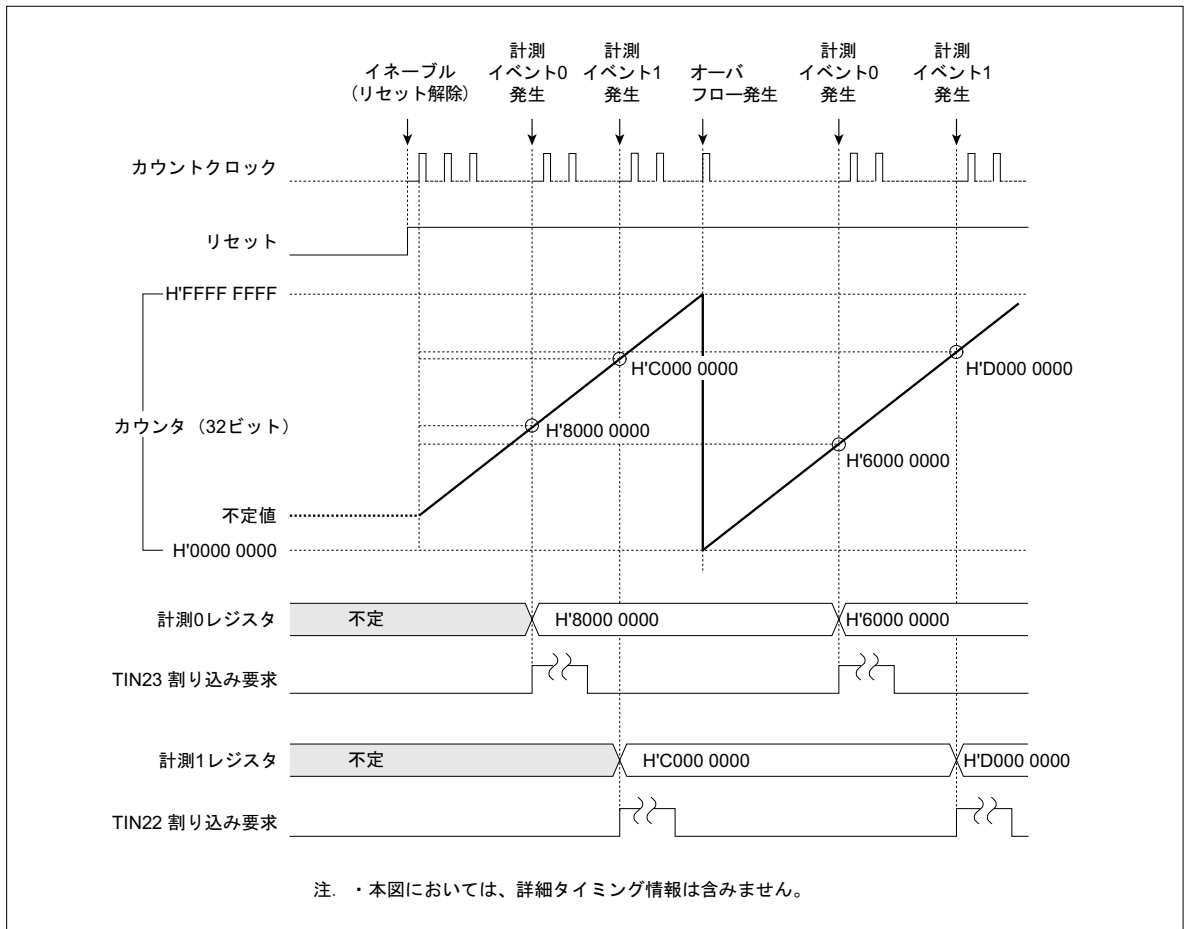 計測
イベント0
発生
計測
イベント1
発生
計測
イベント0
発生
計測
イベント1
発生
イネーブル
(リセット解除)
オーバ
フロー発生
カウントクロック
リセット
H'FFFF FFFF
H'C000 0000
H'D000 0000
カウンタ（32ビット）
H'8000 0000
H'6000 0000
不定値
H'0000 0000
計測0レジスタ
不定
H'8000 0000
H'6000 0000
TIN23 割り込み要求
計測1レジスタ
不定
H'C000 0000
H'D000 0000
TIN22 割り込み要求
注. ・本図においては、詳細タイミング情報は含みません。